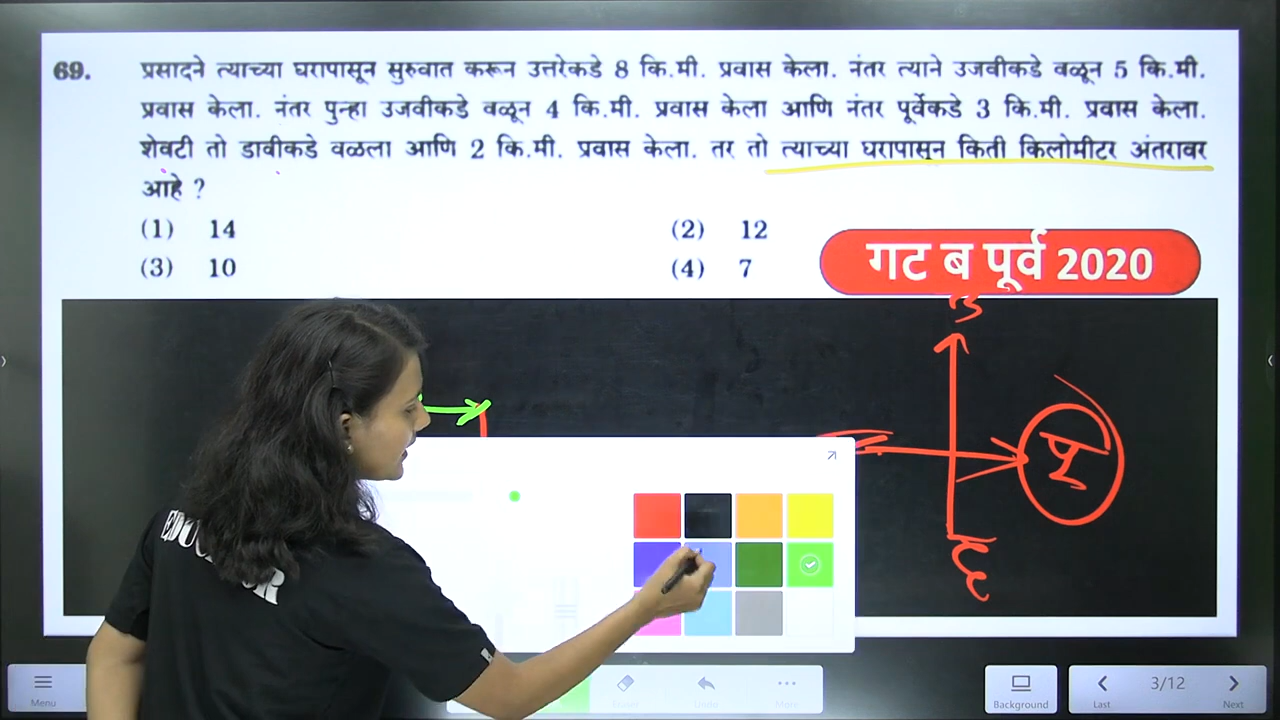 69. प्रसादने त्याच्या घरापासून सुरुवात करून उत्तरेकडे 8 कि.मी. प्रवास केला. नंतर त्याने उजवीकडे वळून 5 कि.मी.
प्रवास केला. नंतर पुन्हा उजवीकडे वळून 4 कि.मी. प्रवास केला आणि नंतर पूर्वेकडे 3 कि.मी. प्रवास केला.
शेवटी तो डावीकडे वळला आणि 2 कि.मी. प्रवास केला. तर तो त्याच्या घरापासून किती किलोमीटर अंतरावर
आहे ?
(1) 14 (2) 12
(3) 10 (4) 7
गट ब पूर्व 2020
उ
पू
द
Menu
Undo
More
Background
Last 3/12 Next